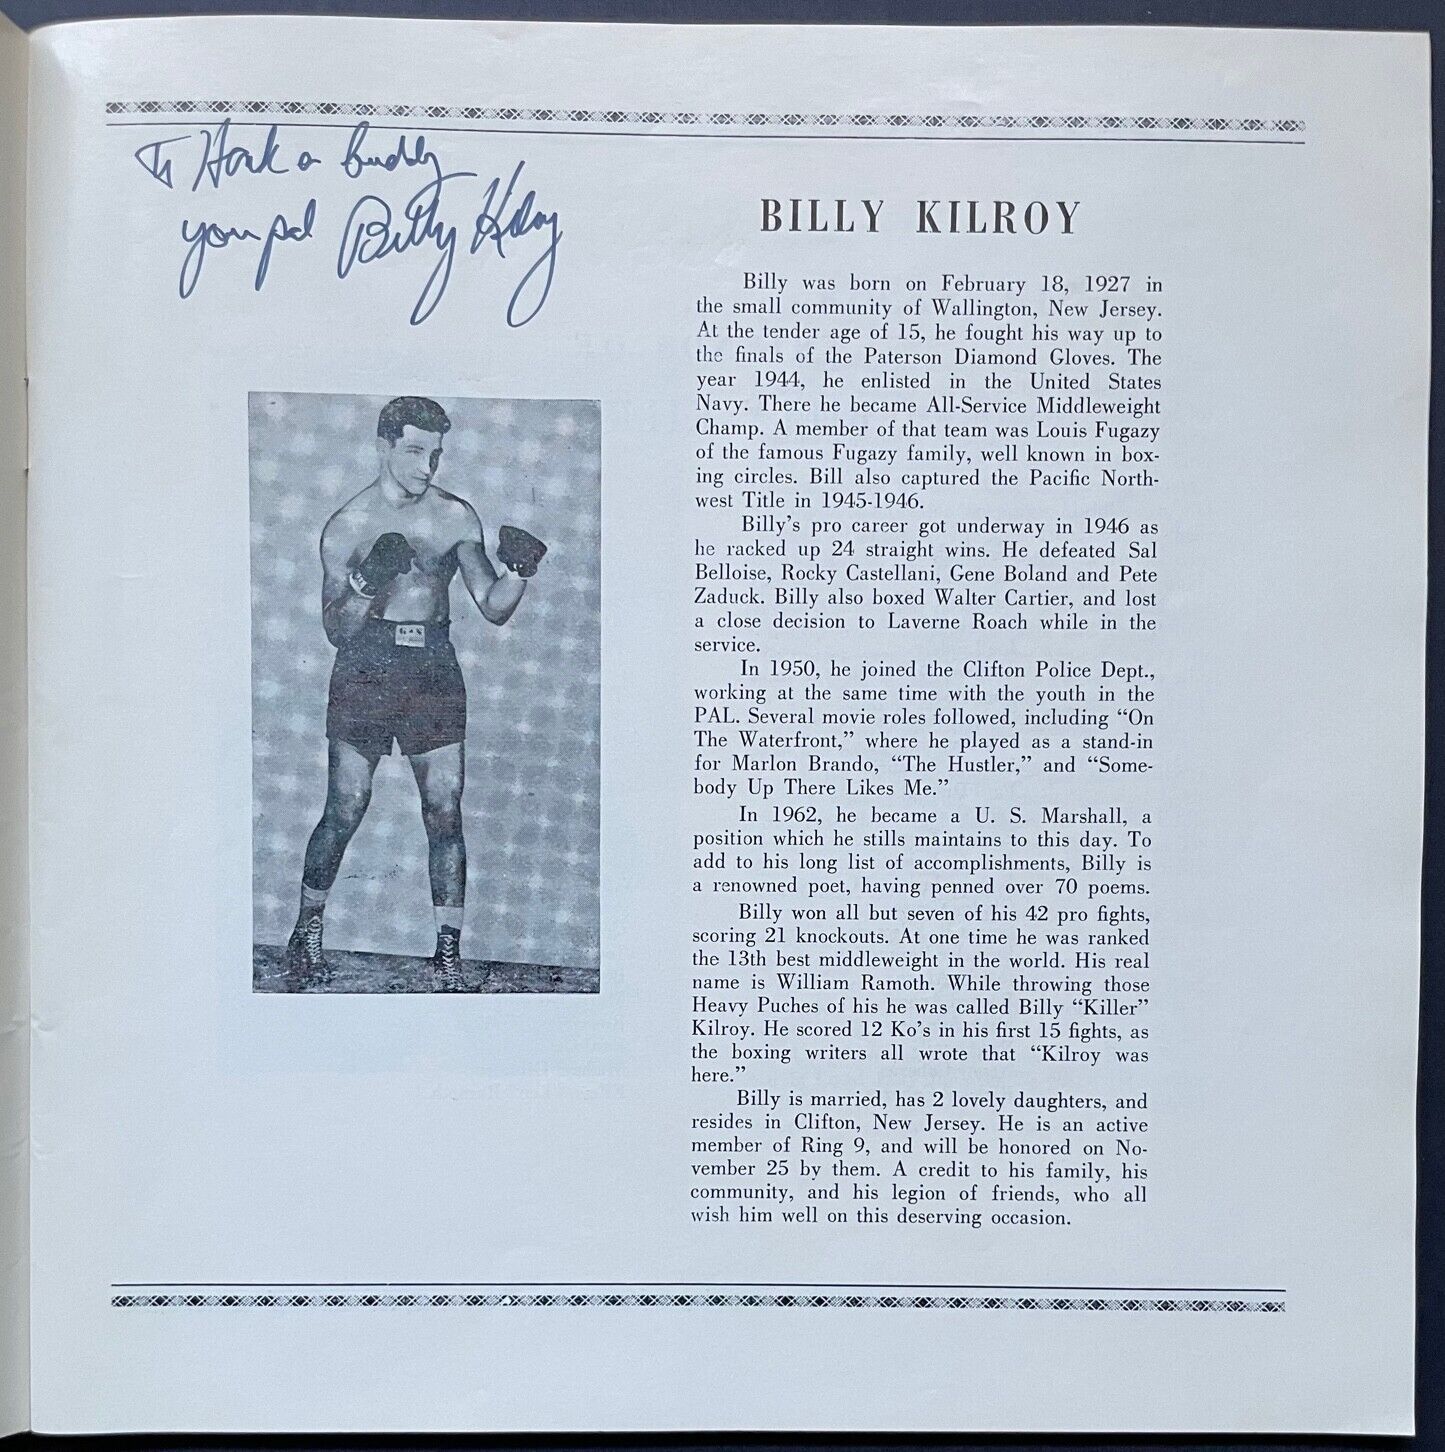 To Hank a buddy
your pal Billy Kilroy
BILLY KILROY
Billy was born on February 18, 1927 in
the small community of Wallington, New Jersey.
At the tender age of 15, he fought his way up to
the finals of the Paterson Diamond Gloves. The
year 1944, he enlisted in the United States
Navy. There he became All-Service Middleweight
Champ. A member of that team was Louis Fugazy
of the famous Fugazy family, well known in box-
ing circles. Bill also captured the Pacific North-
west Title in 1945-1946.
Billy's pro career got underway in 1946 as
he racked up 24 straight wins. He defeated Sal
Belloise, Rocky Castellani, Gene Boland and Pete
Zaduck. Billy also boxed Walter Cartier, and lost
a close decision to Laverne Roach while in the
service.
In 1950, he joined the Clifton Police Dept.,
working at the same time with the youth in the
PAL. Several movie roles followed, including “On
The Waterfront,” where he played as a stand-in
for Marlon Brando, “The Hustler,” and “Some-
body Up There Likes Me.”
In 1962, he became a U. S. Marshall, a
position which he stills maintains to this day. To
add to his long list of accomplishments, Billy is
a renowned poet, having penned over 70 poems.
Billy won all but seven of his 42 pro fights,
scoring 21 knockouts. At one time he was ranked
the 13th best middleweight in the world. His real
name is William Ramoth. While throwing those
Heavy Puches of his he was called Billy “Killer”
Kilroy. He scored 12 Ko's in his first 15 fights, as
the boxing writers all wrote that “Kilroy was
here.”
Billy is married, has 2 lovely daughters, and
resides in Clifton, New Jersey. He is an active
member of Ring 9, and will be honored on No-
vember 25 by them. A credit to his family, his
community, and his legion of friends, who all
wish him well on this deserving occasion.